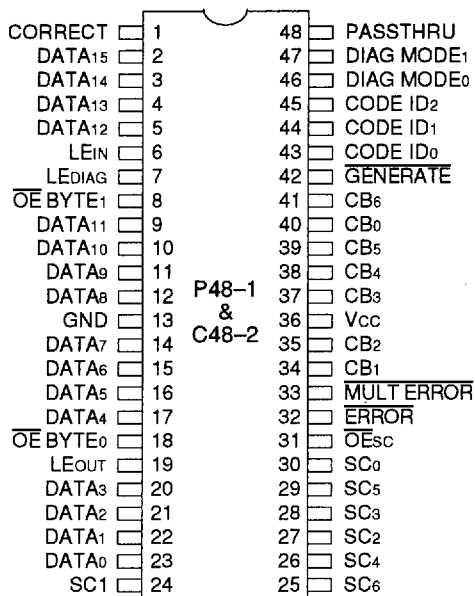 CORRECT 1 48 PASSTHRU
DATA15 2 47 DIAG MODE1
DATA14 3 46 DIAG MODE0
DATA13 4 45 CODE ID2
DATA12 5 44 CODE ID1
LEIN 6 43 CODE ID0
LEDIAG 7 42 GENERATE
OE BYTE1 8 41 CB6
DATA11 9 40 CB0
DATA10 10 39 CB5
DATA9 11 38 CB4
DATA8 12 P48-1 37 CB3
GND 13 & 36 VCC
DATA7 14 C48-2 35 CB2
DATA6 15 34 CB1
DATA5 16 33 MULT ERROR
DATA4 17 32 ERROR
OE BYTE0 18 31 OESC
LEOUT 19 30 SC0
DATA3 20 29 SC5
DATA2 21 28 SC3
DATA1 22 27 SC2
DATA0 23 26 SC4
SC1 24 25 SC6